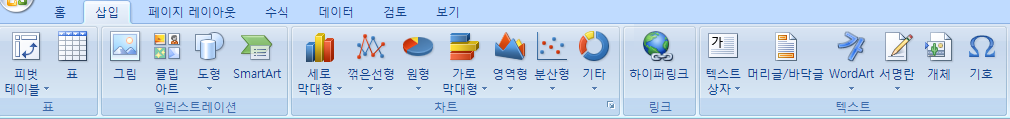 홈 삽입 페이지 레이아웃 수식 데이터 검토 보기
피벗 테이블
표
그림
클립 아트
도형
SmartArt
세로 막대형
꺾은선형
원형
가로 막대형
영역형
분산형
기타
하이퍼링크
가
텍스트 상자
머리글/바닥글
WordArt
서명란
개체
기호
표 일러스트레이션 차트 링크 텍스트